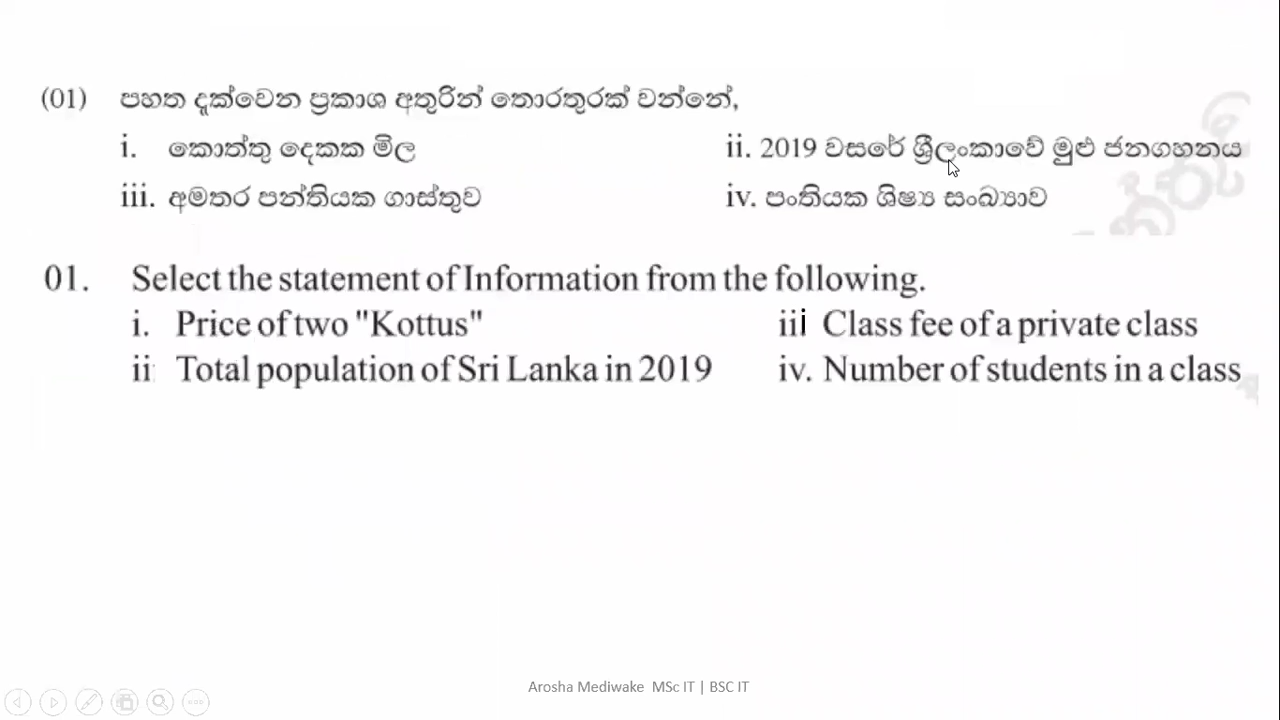 (01) පහත දැක්වෙන ප්‍රකාශ අතුරින් තොරතුරක් වන්නේ,
i. කොත්තු දෙකක මිල ii. 2019 වසරේ ශ්‍රීලංකාවේ මුළු ජනගහනය
iii. අමතර පන්තියක ගාස්තුව iv. පංතියක ශිෂ්‍ය සංඛ්‍යාව
01. Select the statement of Information from the following.
i. Price of two "Kottus" iii Class fee of a private class
ii Total population of Sri Lanka in 2019 iv. Number of students in a class
Arosha Mediwake MSc IT | BSC IT